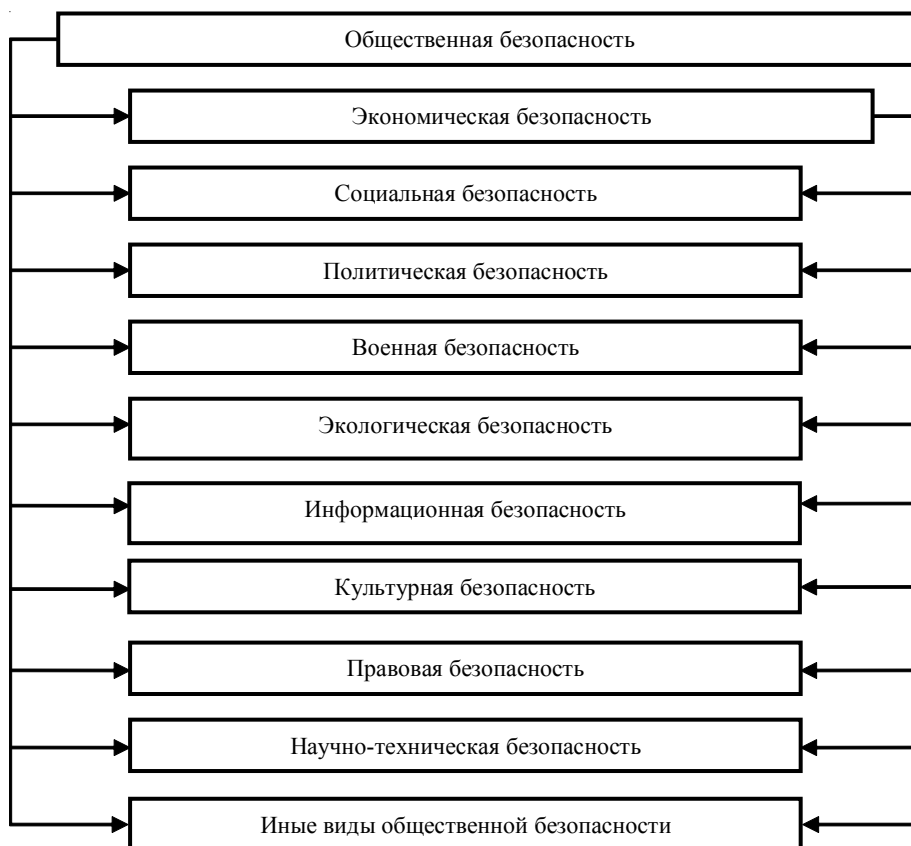 Общественная безопасность
Экономическая безопасность
Социальная безопасность
Политическая безопасность
Военная безопасность
Экологическая безопасность
Информационная безопасность
Культурная безопасность
Правовая безопасность
Научно-техническая безопасность
Иные виды общественной безопасности